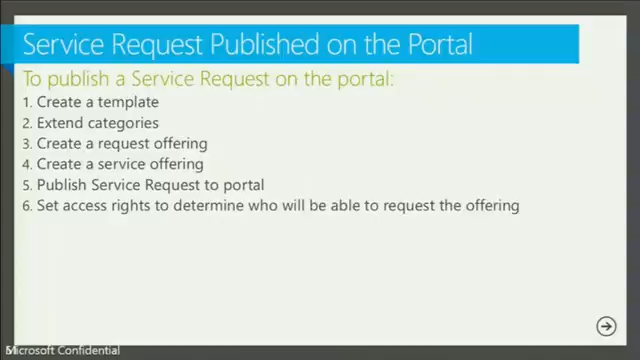 Service Request Published on the Portal
To publish a Service Request on the portal:
1. Create a template
2. Extend categories
3. Create a request offering
4. Create a service offering
5. Publish Service Request to portal
6. Set access rights to determine who will be able to request the offering
Microsoft Confidential